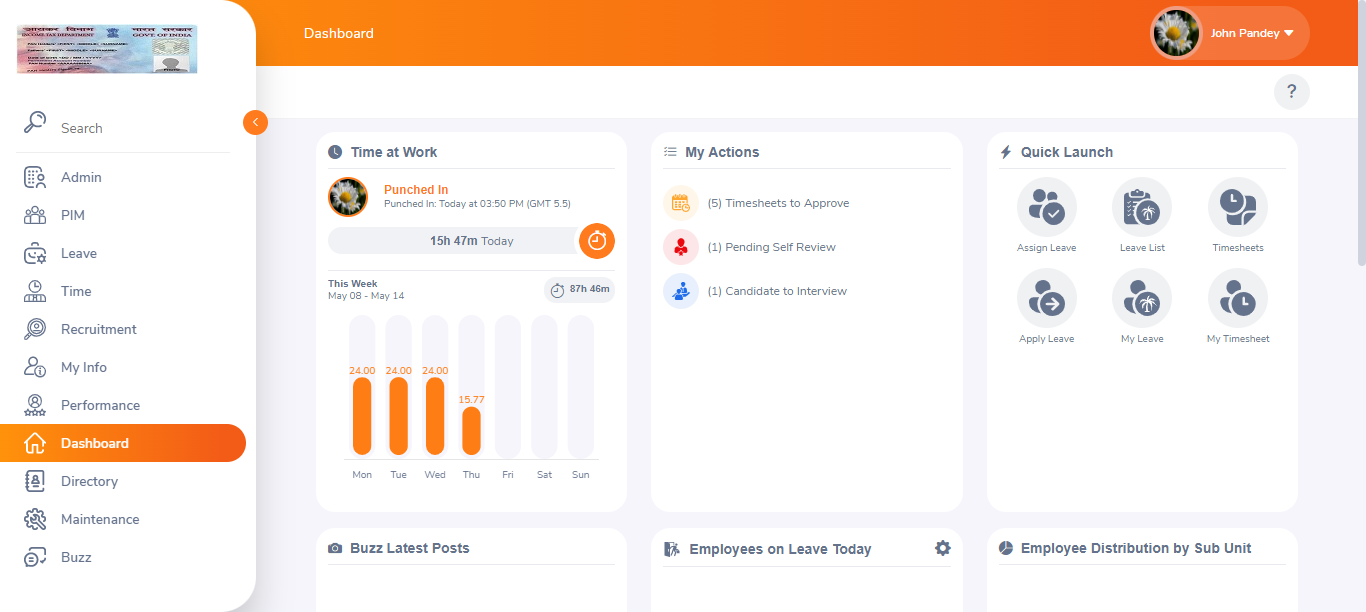 आयकर विभाग
भारत सरकार
INCOME TAX DEPARTMENT
GOVT OF INDIA
Dashboard
John Pandey
?
Search
Admin
PIM
Leave
Time
Recruitment
My Info
Performance
Dashboard
Directory
Maintenance
Buzz
Time at Work
Punched In
Punched In: Today at 03:50 PM (GMT 5.5)
15h 47m Today
This Week
May 08 - May 14
87h 46m
24.00 24.00 24.00
15.77
Mon Tue Wed Thu Fri Sat Sun
My Actions
(5) Timesheets to Approve
(1) Pending Self Review
(1) Candidate to Interview
Quick Launch
Assign Leave Leave List Timesheets
Apply Leave My Leave My Timesheet
Buzz Latest Posts
Employees on Leave Today
Employee Distribution by Sub Unit